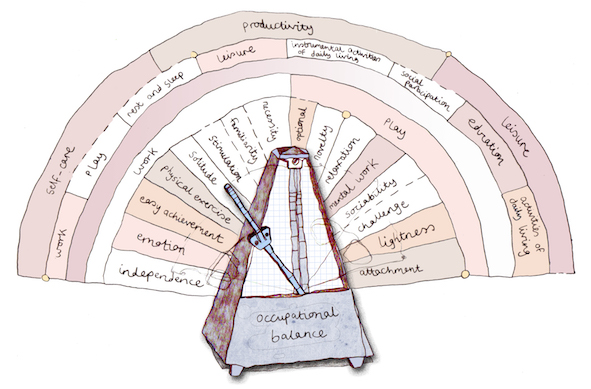 productivity
self-care
leisure
work
play
rest and sleep
leisure
instrumental activities
of daily living
social
participation
education
activities of
daily living
work
play
independence
emotion
easy achievement
physical exercise
solitude
stimulation
familiarity
necessity
optional
novelty
relaxation
mental work
sociability
challenge
lightness
attachment
occupational
balance